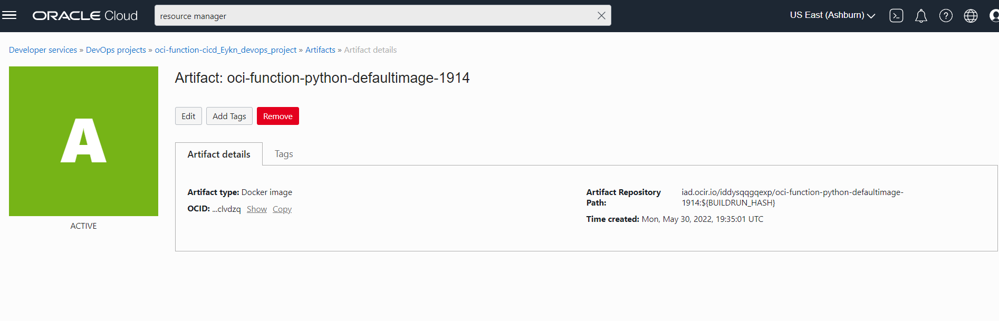 ORACLE Cloud
resource manager
US East (Ashburn)
Developer services » DevOps projects » oci-function-cicd_Eykn_devops_project » Artifacts » Artifact details
A
ACTIVE
Artifact: oci-function-python-defaultimage-1914
Edit Add Tags Remove
Artifact details Tags
Artifact type: Docker image
OCID: ...clvdzq Show Copy
Artifact Repository Path: iad.ocir.io/iddysqqgqexp/oci-function-python-defaultimage-
1914:${BUILDRUN_HASH}
Time created: Mon, May 30, 2022, 19:35:01 UTC